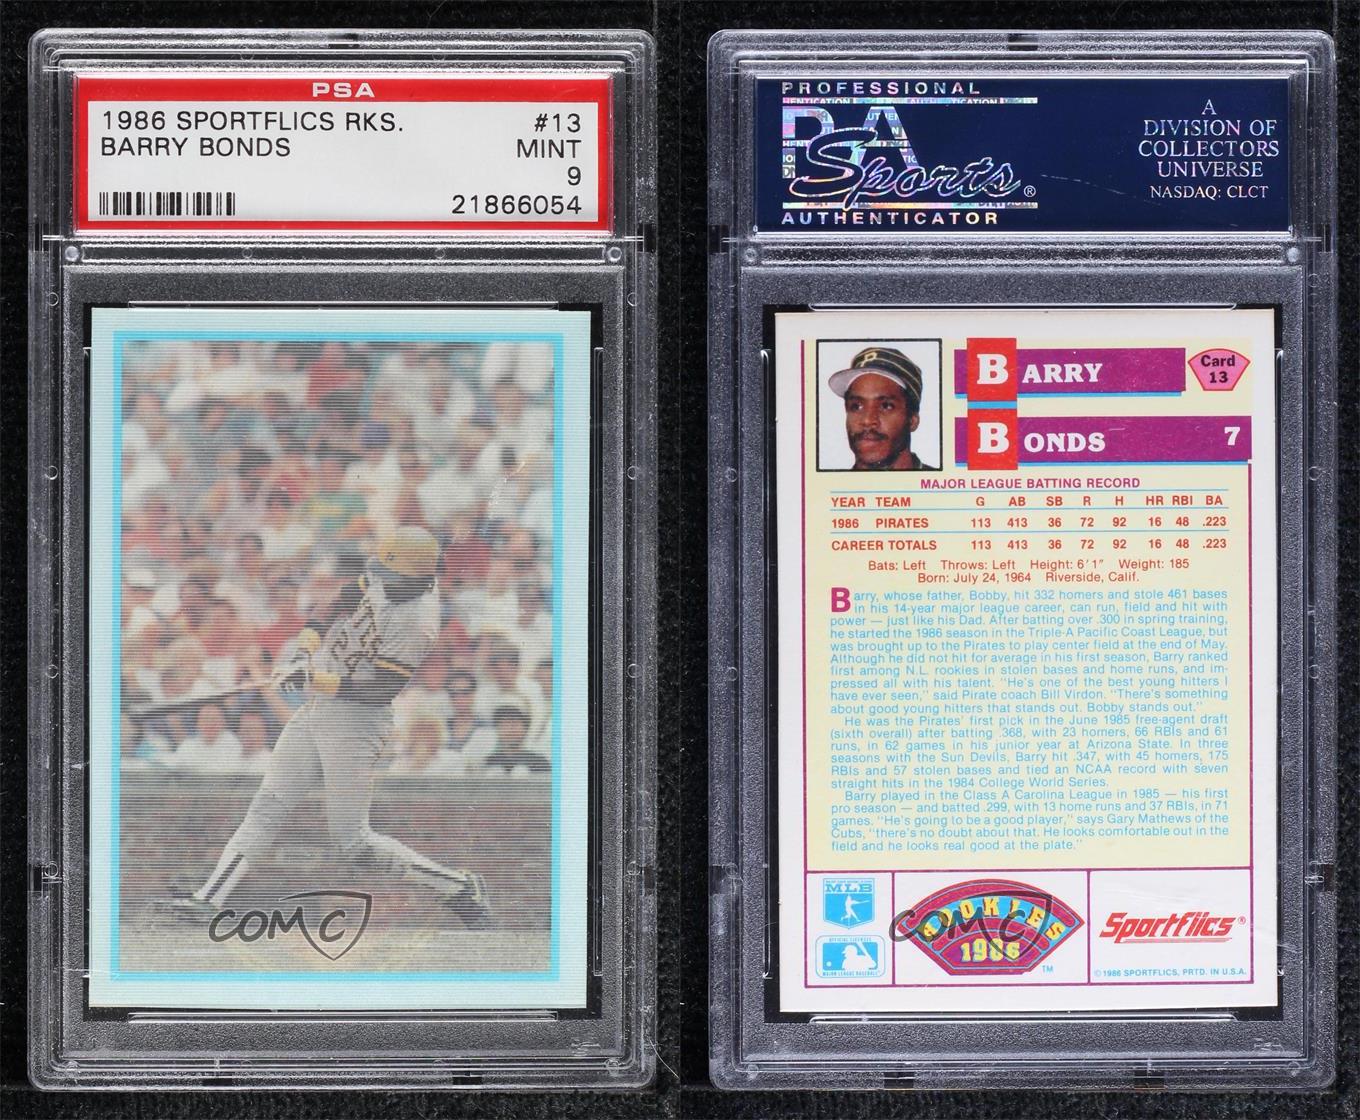 PSA
1986 SPORTFLICS RKS. #13
BARRY BONDS MINT
9
21866054
COMC
PROFESSIONAL
PSA
Sports®
AUTHENTICATOR
A
DIVISION OF
COLLECTORS
UNIVERSE
NASDAQ: CLCT
BARRY
Card
13
BONDS 7
MAJOR LEAGUE BATTING RECORD
YEAR TEAM G AB SB R H HR RBI BA
1986 PIRATES 113 413 36 72 92 16 48 .223
CAREER TOTALS 113 413 36 72 92 16 48 .223
Bats: Left Throws: Left Height: 6'1" Weight: 185
Born: July 24, 1964 Riverside, Calif.
Barry, whose father, Bobby, hit 332 homers and stole 461 bases
in his 14-year major league career, can run, field and hit with
power — just like his Dad. After batting over .300 in spring training,
he started the 1986 season in the Triple-A Pacific Coast League, but
was brought up to the Pirates to play center field at the end of May.
Although he did not hit for average in his first season, Barry ranked
first among N.L. rookies in stolen bases and home runs, and im-
pressed all with his talent. "He's one of the best young hitters I
have ever seen," said Pirate coach Bill Virdon. "There's something
about good young hitters that stands out. Bobby stands out."
He was the Pirates' first pick in the June 1985 free-agent draft
(sixth overall) after batting .368, with 23 homers, 66 RBIs and 61
runs, in 62 games in his junior year at Arizona State. In three
seasons with the Sun Devils, Barry hit .347, with 45 homers, 175
RBIs and 57 stolen bases and tied an NCAA record with seven
straight hits in the 1984 College World Series.
Barry played in the Class A Carolina League in 1985 — his first
pro season — and batted .299, with 13 home runs and 37 RBIs, in 71
games. "He's going to be a good player," says Gary Mathews of the
Cubs, "there's no doubt about that. He looks comfortable out in the
field and he looks real good at the plate."
MLB
OFFICIAL LICENSEE
MAJOR LEAGUE BASEBALL
ROOKIES
1986
TM
COMC
Sportflics®
©1986 SPORTFLICS, PRTD. IN U.S.A.